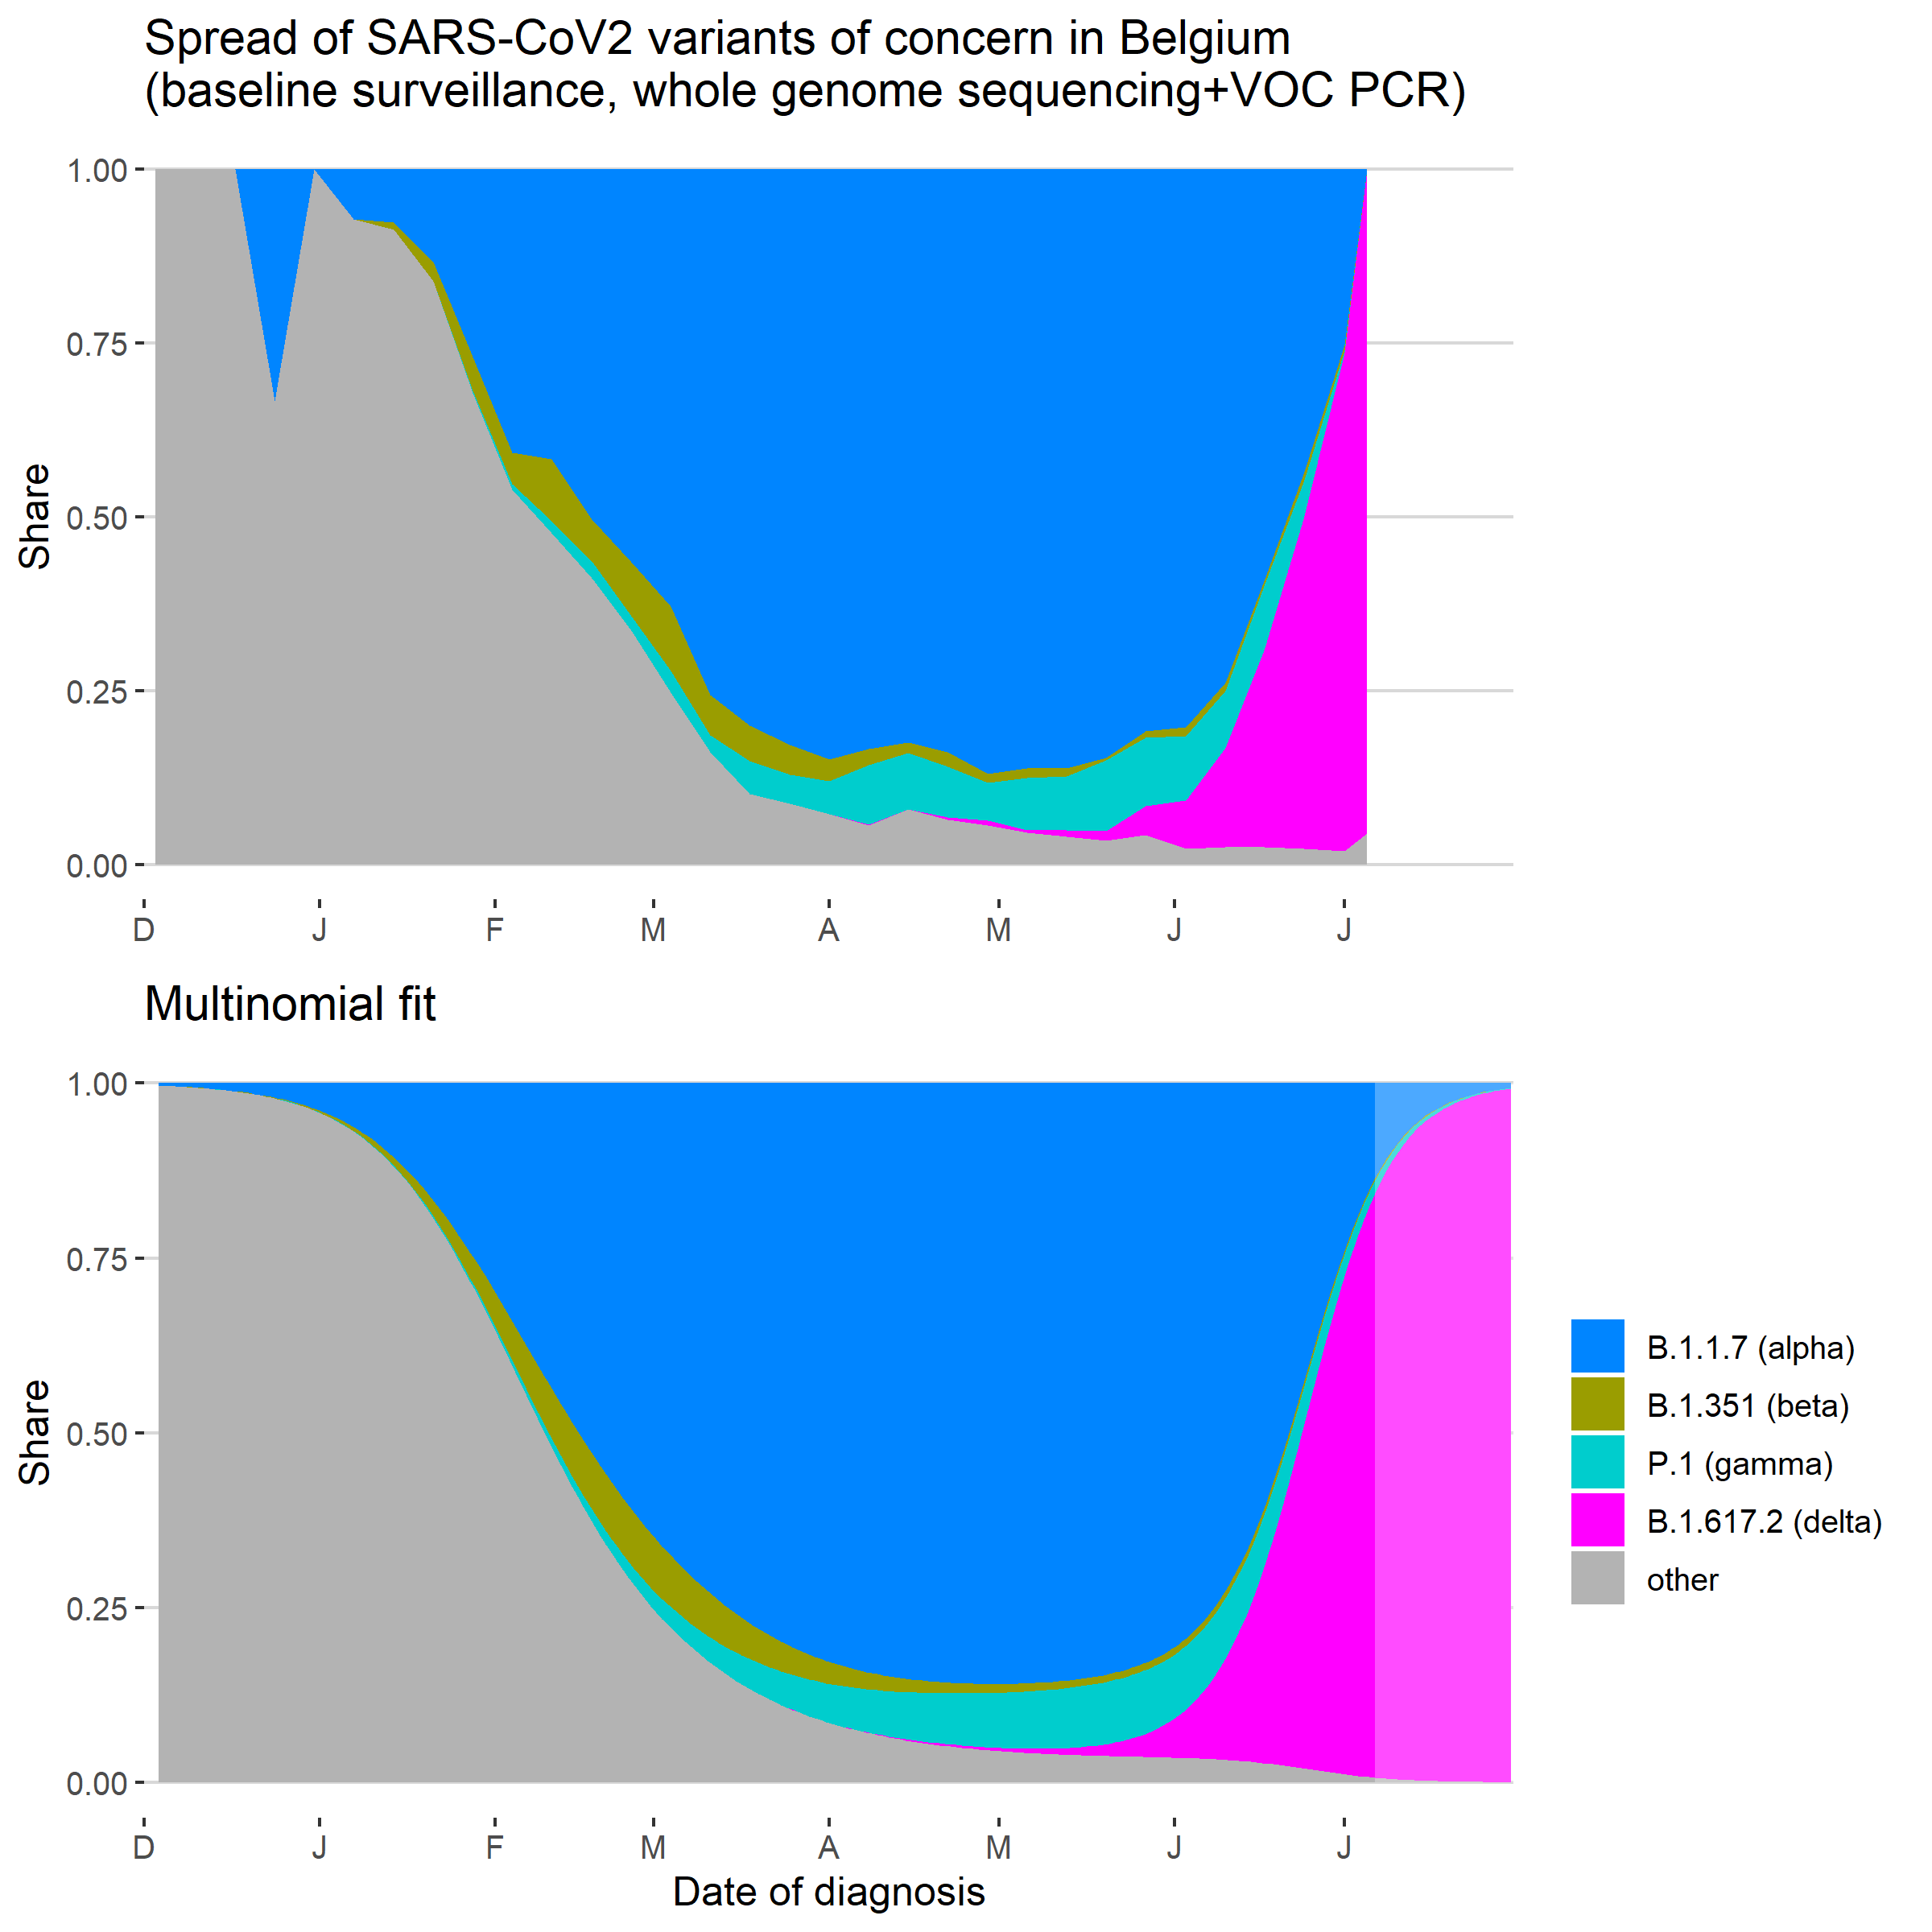 Spread of SARS-CoV2 variants of concern in Belgium
(baseline surveillance, whole genome sequencing+VOC PCR)
1.00
0.75
0.50
0.25
0.00
Share
D J F M A M J J
Multinomial fit
1.00
0.75
0.50
0.25
0.00
Share
D J F M A M J J
Date of diagnosis
B.1.1.7 (alpha)
B.1.351 (beta)
P.1 (gamma)
B.1.617.2 (delta)
other